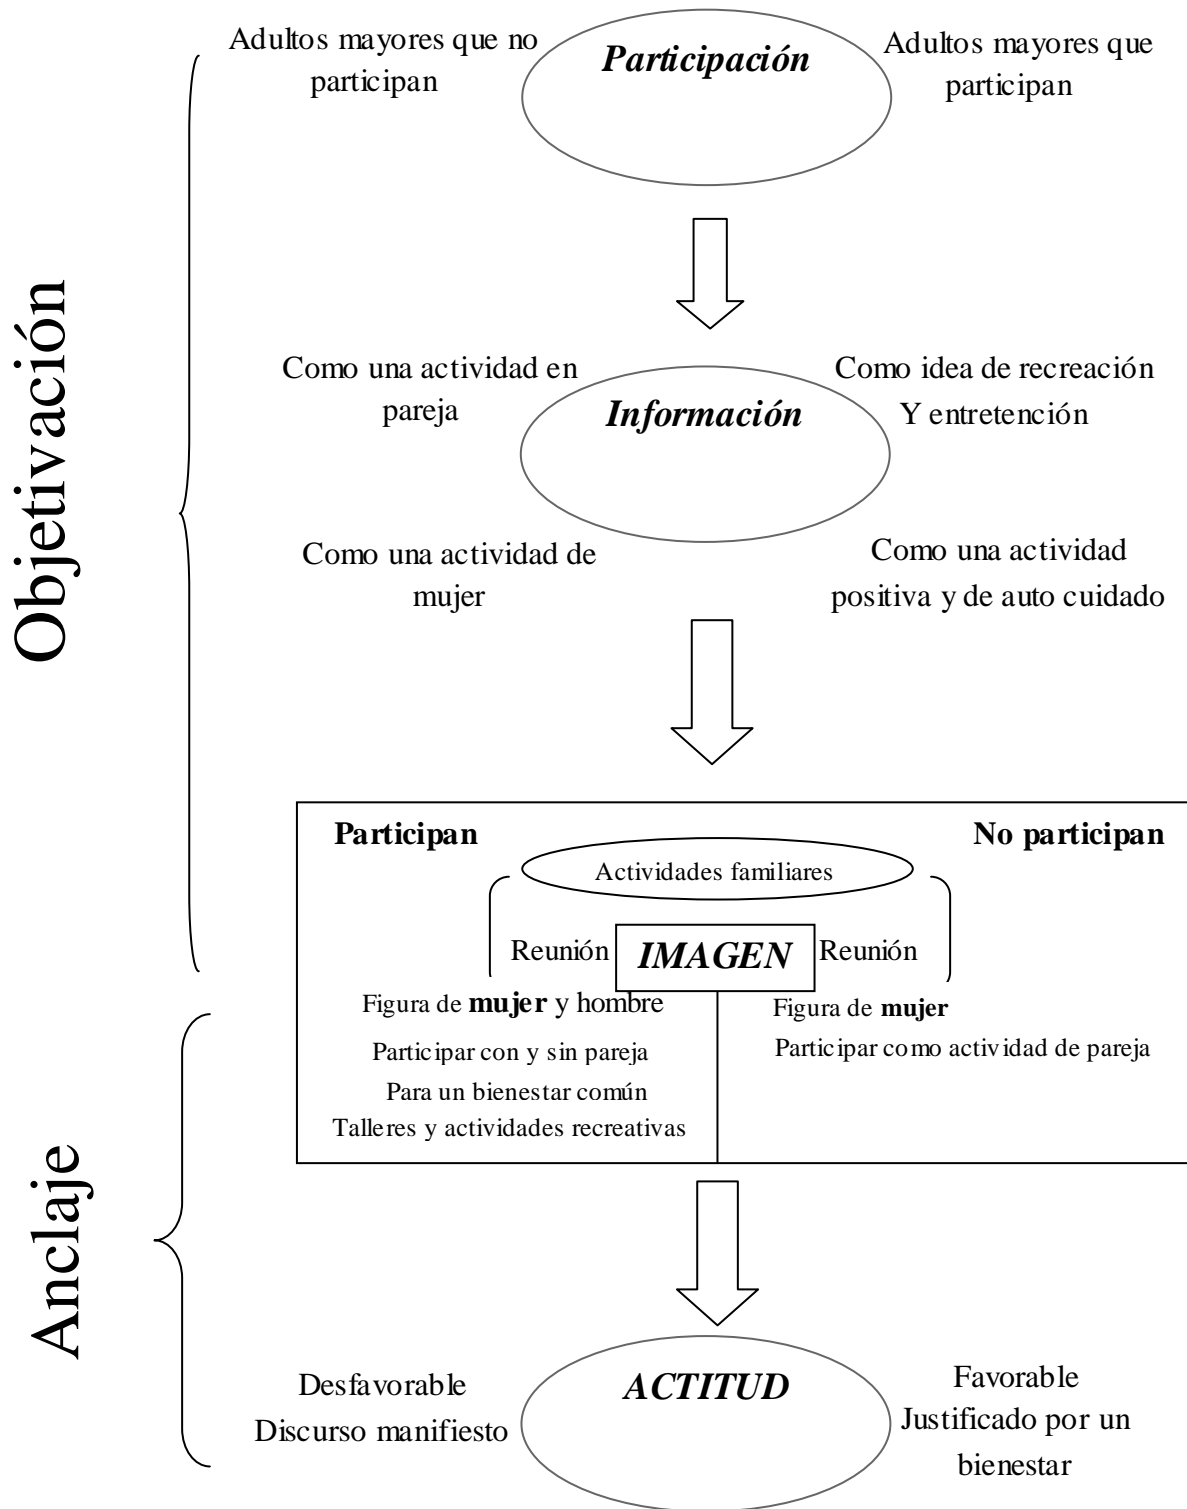 Adultos mayores que no
participan
Participación
Adultos mayores que
participan
Objetivación
Como una actividad en
pareja
Información
Como idea de recreación
Y entretención
Como una actividad de
mujer
Como una actividad
positiva y de auto cuidado
Participan
No participan
Actividades familiares
Reunión
IMAGEN
Reunión
Figura de mujer y hombre
Participar con y sin pareja
Para un bienestar común
Talleres y actividades recreativas
Figura de mujer
Participar como actividad de pareja
Anclaje
Desfavorable
Discurso manifiesto
ACTITUD
Favorable
Justificado por un
bienestar